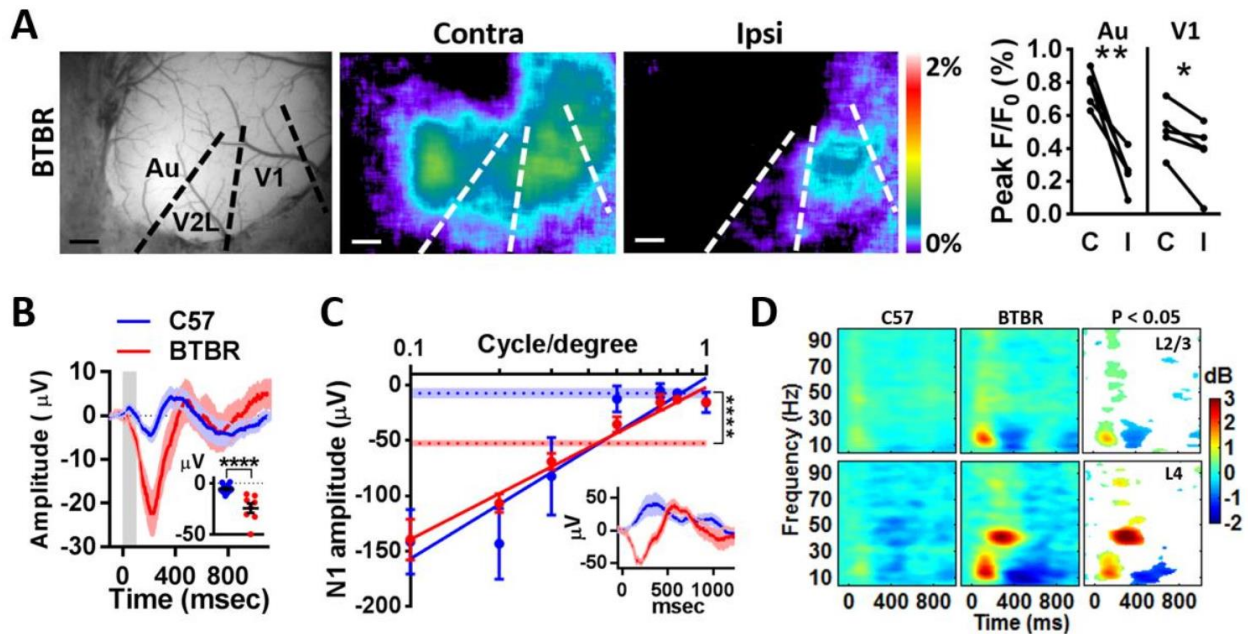 A
Contra
Ipsi
BTBR
Au
V2L
V1
2%
0%
Peak F/F0 (%)
1.0
0.8
0.6
0.4
0.2
0.0
Au
**
V1
*
C I C I
B
C57
BTBR
Amplitude (μV)
10
0
-10
-20
-30
0 400 800
Time (msec)
μV
****
0
-50
C
Cycle/degree
0.1 1
N1 amplitude (μV)
0
-50
-100
-150
-200
****
μV
50
0
-50
0 500 1000
msec
D
C57 BTBR P < 0.05
L2/3
L4
Frequency (Hz)
90
70
50
30
10
90
70
50
30
10
0 400 800 0 400 800 0 400 800
Time (ms)
dB
3
2
1
0
-1
-2